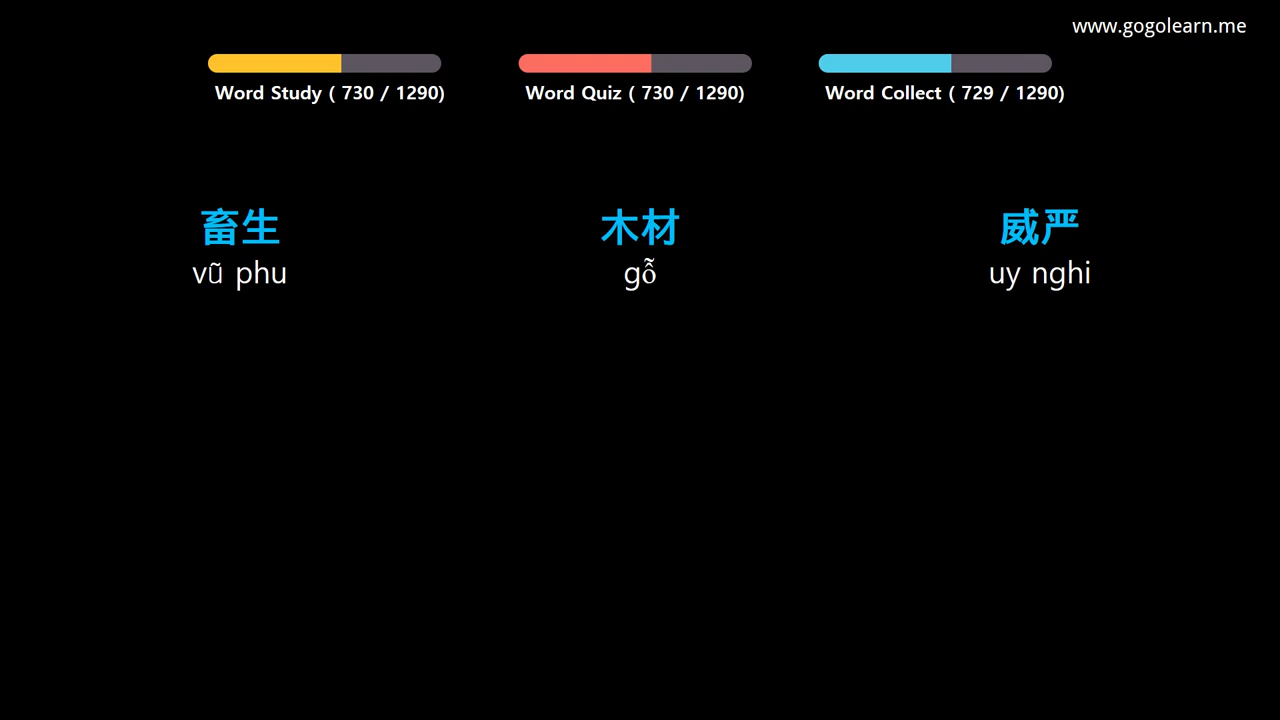 www.gogolearn.me
Word Study ( 730 / 1290)
Word Quiz ( 730 / 1290)
Word Collect ( 729 / 1290)
畜生
vũ phu
木材
gỗ
威严
uy nghi